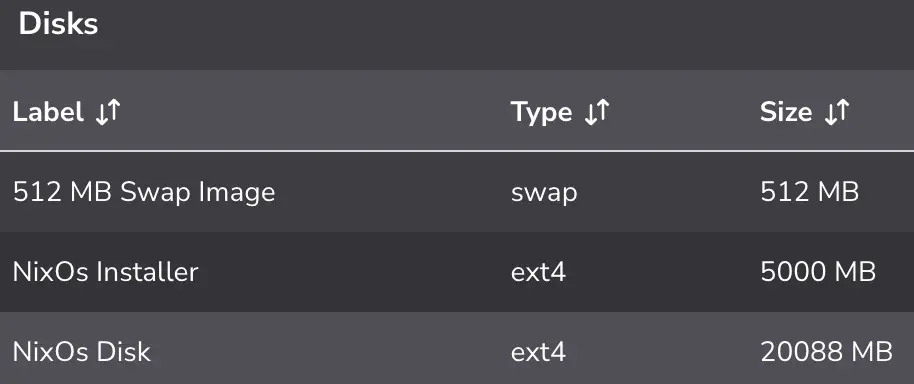 Disks
Label Type Size
512 MB Swap Image swap 512 MB
NixOs Installer ext4 5000 MB
NixOs Disk ext4 20088 MB